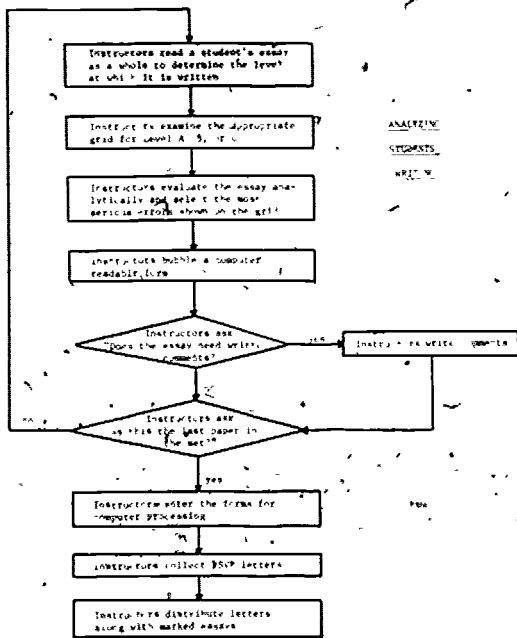 Instructors read a student's essay
as a whole to determine the level
at which it is written
Instructors examine the appropriate
grid for Level A, B, or C
ANALYZING
STUDENTS
WRITING
Instructors evaluate the essay ana-
lytically and select the most
serious errors shown on the grid
Instructors bubble a computer
readable form
Instructors ask
"Does the essay need written
comments?
yes
Instructors write comments
no
Instructors ask
is this the last paper in
the set?"
yes
Instructors enter the forms for
computer processing
Instructors collect RSVP letters
Instructors distribute letters
along with marked essays